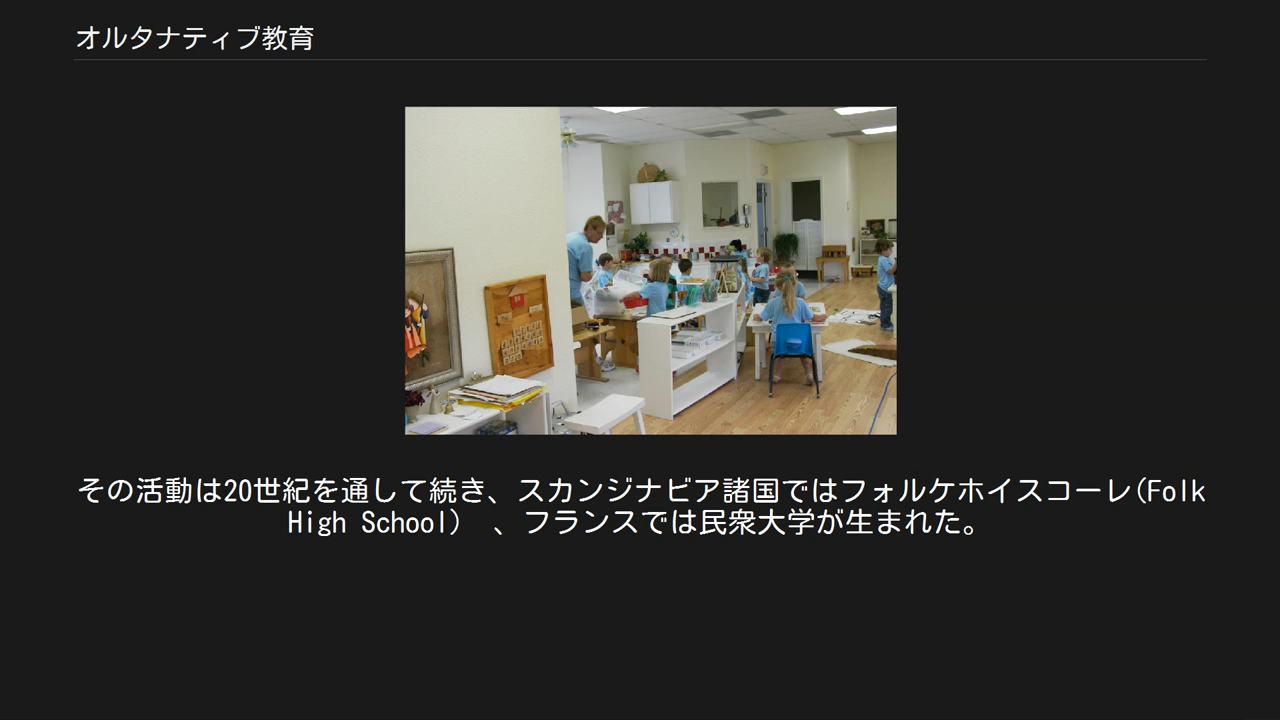 オルタナティブ教育
その活動は20世紀を通して続き、スカンジナビア諸国ではフォルケホイスコーレ(Folk
High School)　、フランスでは民衆大学が生まれた。